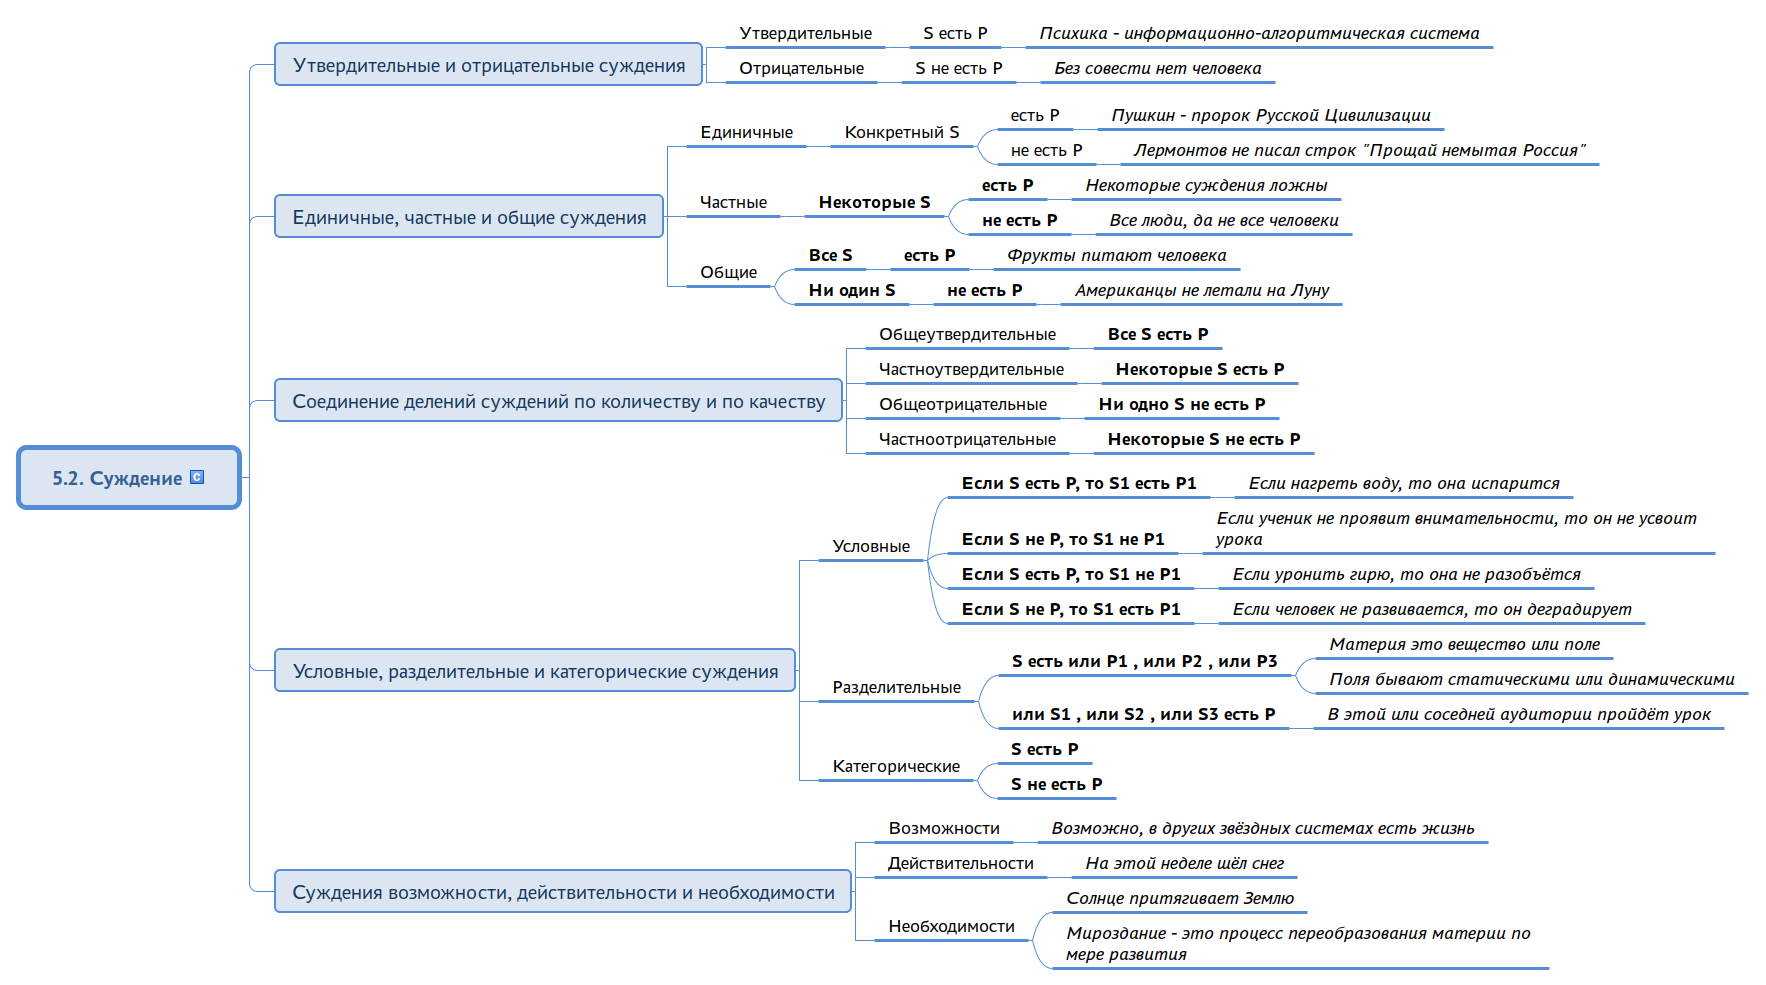 5.2. Суждение
Утвердительные и отрицательные суждения
Утвердительные
S есть P
Психика - информационно-алгоритмическая система
Отрицательные
S не есть P
Без совести нет человека
Единичные, частные и общие суждения
Единичные
Конкретный S
есть P
Пушкин - пророк Русской Цивилизации
не есть P
Лермонтов не писал строк "Прощай немытая Россия"
Частные
Некоторые S
есть P
Некоторые суждения ложны
не есть P
Все люди, да не все человеки
Общие
Все S
есть P
Фрукты питают человека
Ни один S
не есть P
Американцы не летали на Луну
Соединение делений суждений по количеству и по качеству
Общеутвердительные
Все S есть P
Частноутвердительные
Некоторые S есть P
Общеотрицательные
Ни одно S не есть P
Частноотрицательные
Некоторые S не есть P
Условные, разделительные и категорические суждения
Условные
Если S есть P, то S1 есть P1
Если нагреть воду, то она испарится
Если S не P, то S1 не P1
Если ученик не проявит внимательности, то он не усвоит
урока
Если S есть P, то S1 не P1
Если уронить гирю, то она не разобьётся
Если S не P, то S1 есть P1
Если человек не развивается, то он деградирует
Разделительные
S есть или P1 , или P2 , или P3
Материя это вещество или поле
Поля бывают статическими или динамическими
или S1 , или S2 , или S3 есть P
В этой или соседней аудитории пройдёт урок
Категорические
S есть P
S не есть P
Суждения возможности, действительности и необходимости
Возможности
Возможно, в других звёздных системах есть жизнь
Действительности
На этой неделе шёл снег
Необходимости
Солнце притягивает Землю
Мироздание - это процесс переобразования материи по
мере развития